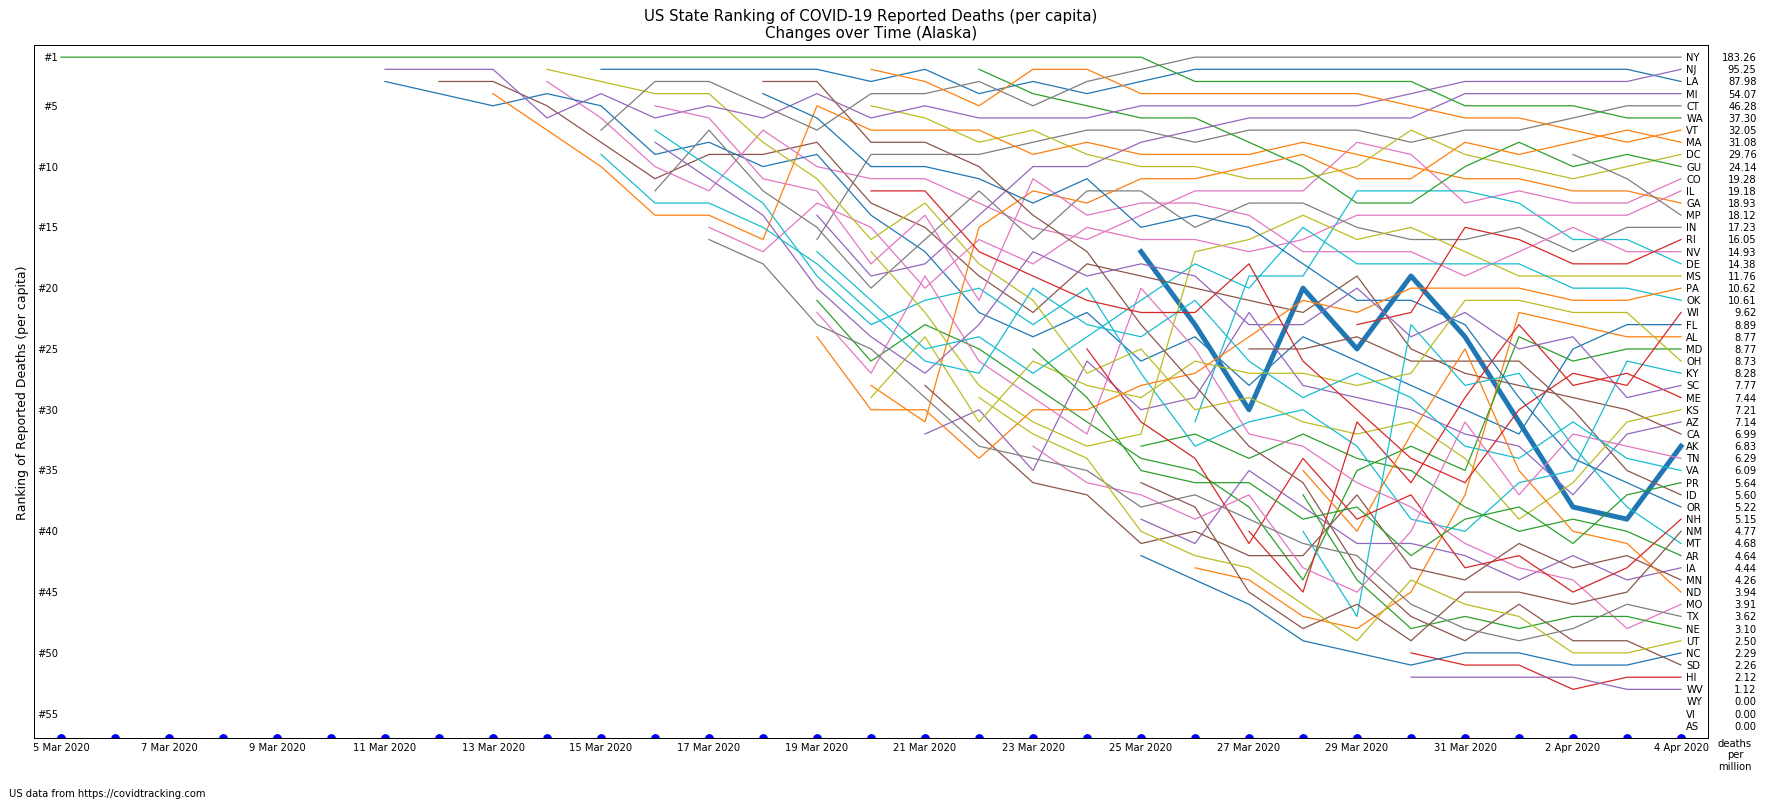 US State Ranking of COVID-19 Reported Deaths (per capita)
Changes over Time (Alaska)
Ranking of Reported Deaths (per capita)
#1
#5
#10
#15
#20
#25
#30
#35
#40
#45
#50
#55
NY 183.26
NJ 95.25
LA 87.98
MI 54.07
CT 46.28
WA 37.30
VT 32.05
MA 31.08
DC 29.76
GU 24.14
CO 19.28
IL 19.18
GA 18.93
MP 18.12
IN 17.23
RI 16.05
NV 14.93
DE 14.38
MS 11.76
PA 10.62
OK 10.61
WI 9.62
FL 8.89
AL 8.77
MD 8.77
OH 8.73
KY 8.28
SC 7.77
ME 7.44
KS 7.21
AZ 7.14
CA 6.99
AK 6.83
TN 6.29
VA 6.09
PR 5.64
ID 5.60
OR 5.22
NH 5.15
NM 4.77
MT 4.68
AR 4.64
IA 4.44
MN 4.26
ND 3.94
MO 3.91
TX 3.62
NE 3.10
UT 2.50
NC 2.29
SD 2.26
HI 2.12
WV 1.12
WY 0.00
VI 0.00
AS 0.00
5 Mar 2020 7 Mar 2020 9 Mar 2020 11 Mar 2020 13 Mar 2020 15 Mar 2020 17 Mar 2020 19 Mar 2020 21 Mar 2020 23 Mar 2020 25 Mar 2020 27 Mar 2020 29 Mar 2020 31 Mar 2020 2 Apr 2020 4 Apr 2020
deaths
per
million
US data from https://covidtracking.com